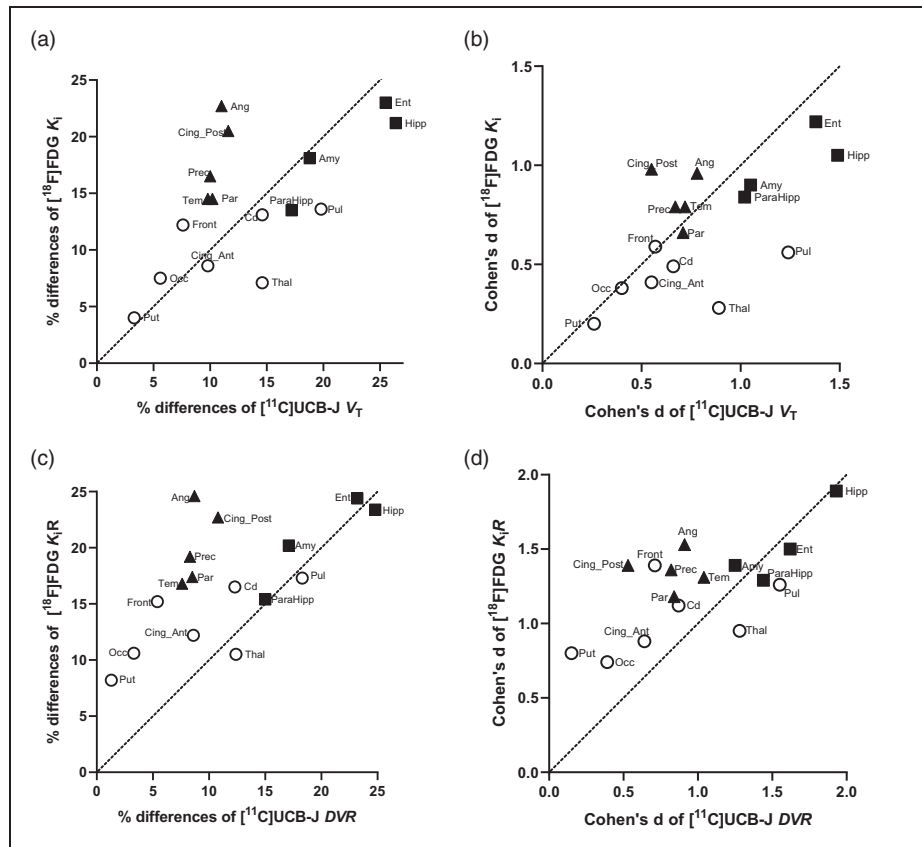 (a)
% differences of [¹⁸F]FDG Kᵢ
25
20
15
10
5
0
Ang
Cing_Post
Prec
Tem
Par
Front
Occ
Put
Cing_Ant
Cd
ParaHipp
Thal
Amy
Pul
Ent
Hipp
0 5 10 15 20 25
% differences of [¹¹C]UCB-J V_T
(b)
Cohen's d of [¹⁸F]FDG Kᵢ
1.5
1.0
0.5
0.0
Cing_Post
Ang
Prec
Tem
Par
Front
Occ
Put
Cd
Cing_Ant
Thal
Amy
ParaHipp
Pul
Ent
Hipp
0.0 0.5 1.0 1.5
Cohen's d of [¹¹C]UCB-J V_T
(c)
% differences of [¹⁸F]FDG KᵢR
25
20
15
10
5
0
Ang
Cing_Post
Prec
Par
Tem
Front
Cing_Ant
Occ
Put
Cd
Thal
Ent
Hipp
Amy
Pul
ParaHipp
0 5 10 15 20 25
% differences of [¹¹C]UCB-J DVR
(d)
Cohen's d of [¹⁸F]FDG KᵢR
2.0
1.5
1.0
0.5
0.0
Hipp
Ang
Ent
Front
Cing_Post
Prec
Tem
Amy
ParaHipp
Pul
Par
Cd
Cing_Ant
Thal
Put
Occ
0.0 0.5 1.0 1.5 2.0
Cohen's d of [¹¹C]UCB-J DVR